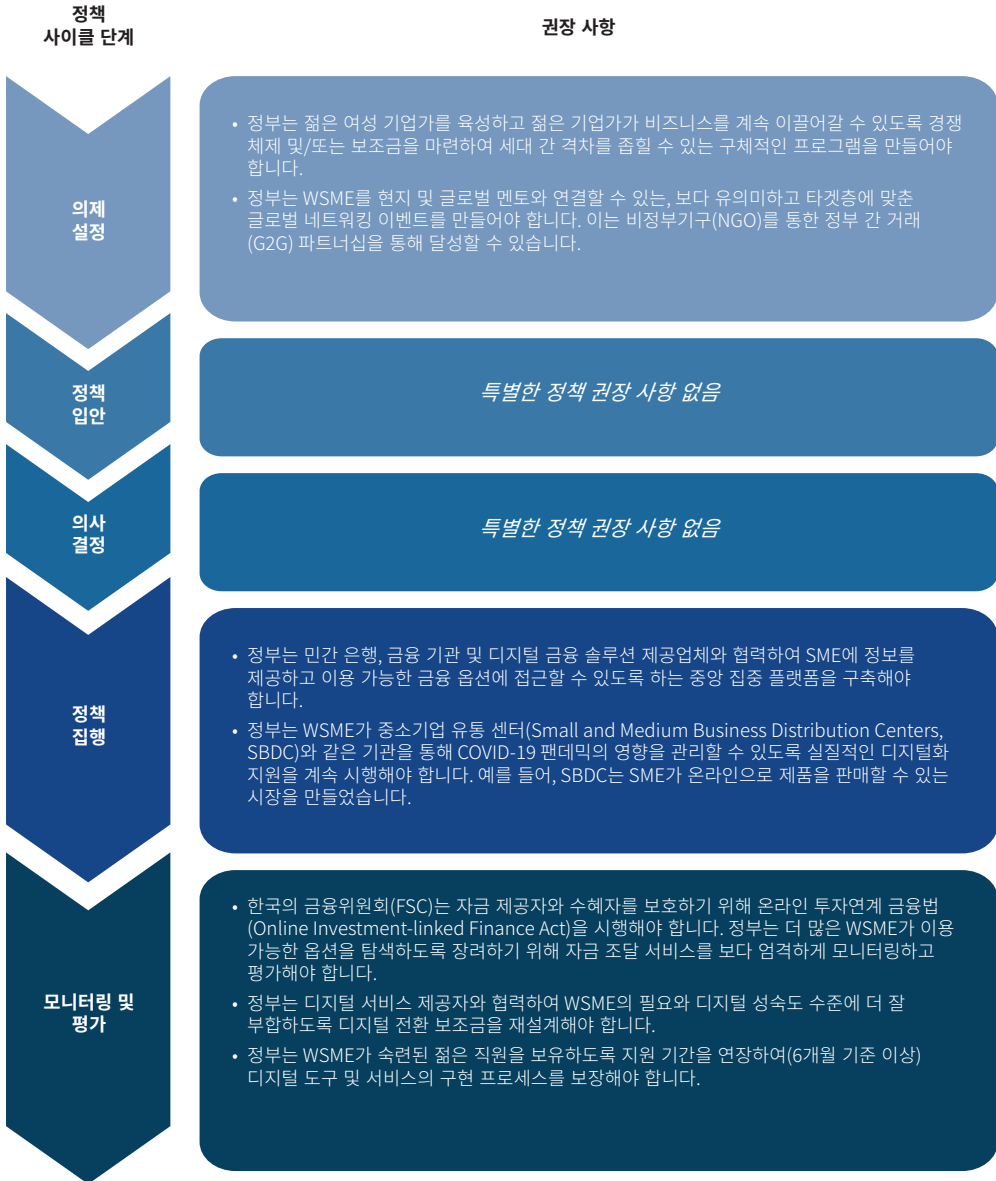 정책
사이클 단계
권장 사항
의제
설정
• 정부는 젊은 여성 기업가를 육성하고 젊은 기업가가 비즈니스를 계속 이끌어갈 수 있도록 경쟁
체제 및/또는 보조금을 마련하여 세대 간 격차를 좁힐 수 있는 구체적인 프로그램을 만들어야
합니다.
• 정부는 WSME를 현지 및 글로벌 멘토와 연결할 수 있는, 보다 유의미하고 타겟층에 맞춘
글로벌 네트워킹 이벤트를 만들어야 합니다. 이는 비정부기구(NGO)를 통한 정부 간 거래
(G2G) 파트너십을 통해 달성할 수 있습니다.
정책
입안
특별한 정책 권장 사항 없음
의사
결정
특별한 정책 권장 사항 없음
정책
집행
• 정부는 민간 은행, 금융 기관 및 디지털 금융 솔루션 제공업체와 협력하여 SME에 정보를
제공하고 이용 가능한 금융 옵션에 접근할 수 있도록 하는 중앙 집중 플랫폼을 구축해야
합니다.
• 정부는 WSME가 중소기업 유통 센터(Small and Medium Business Distribution Centers,
SBDC)와 같은 기관을 통해 COVID-19 팬데믹의 영향을 관리할 수 있도록 실질적인 디지털화
지원을 계속 시행해야 합니다. 예를 들어, SBDC는 SME가 온라인으로 제품을 판매할 수 있는
시장을 만들었습니다.
모니터링 및
평가
• 한국의 금융위원회(FSC)는 자금 제공자와 수혜자를 보호하기 위해 온라인 투자연계 금융법
(Online Investment-linked Finance Act)을 시행해야 합니다. 정부는 더 많은 WSME가 이용
가능한 옵션을 탐색하도록 장려하기 위해 자금 조달 서비스를 보다 엄격하게 모니터링하고
평가해야 합니다.
• 정부는 디지털 서비스 제공자와 협력하여 WSME의 필요와 디지털 성숙도 수준에 더 잘
부합하도록 디지털 전환 보조금을 재설계해야 합니다.
• 정부는 WSME가 숙련된 젊은 직원을 보유하도록 지원 기간을 연장하여(6개월 기준 이상)
디지털 도구 및 서비스의 구현 프로세스를 보장해야 합니다.